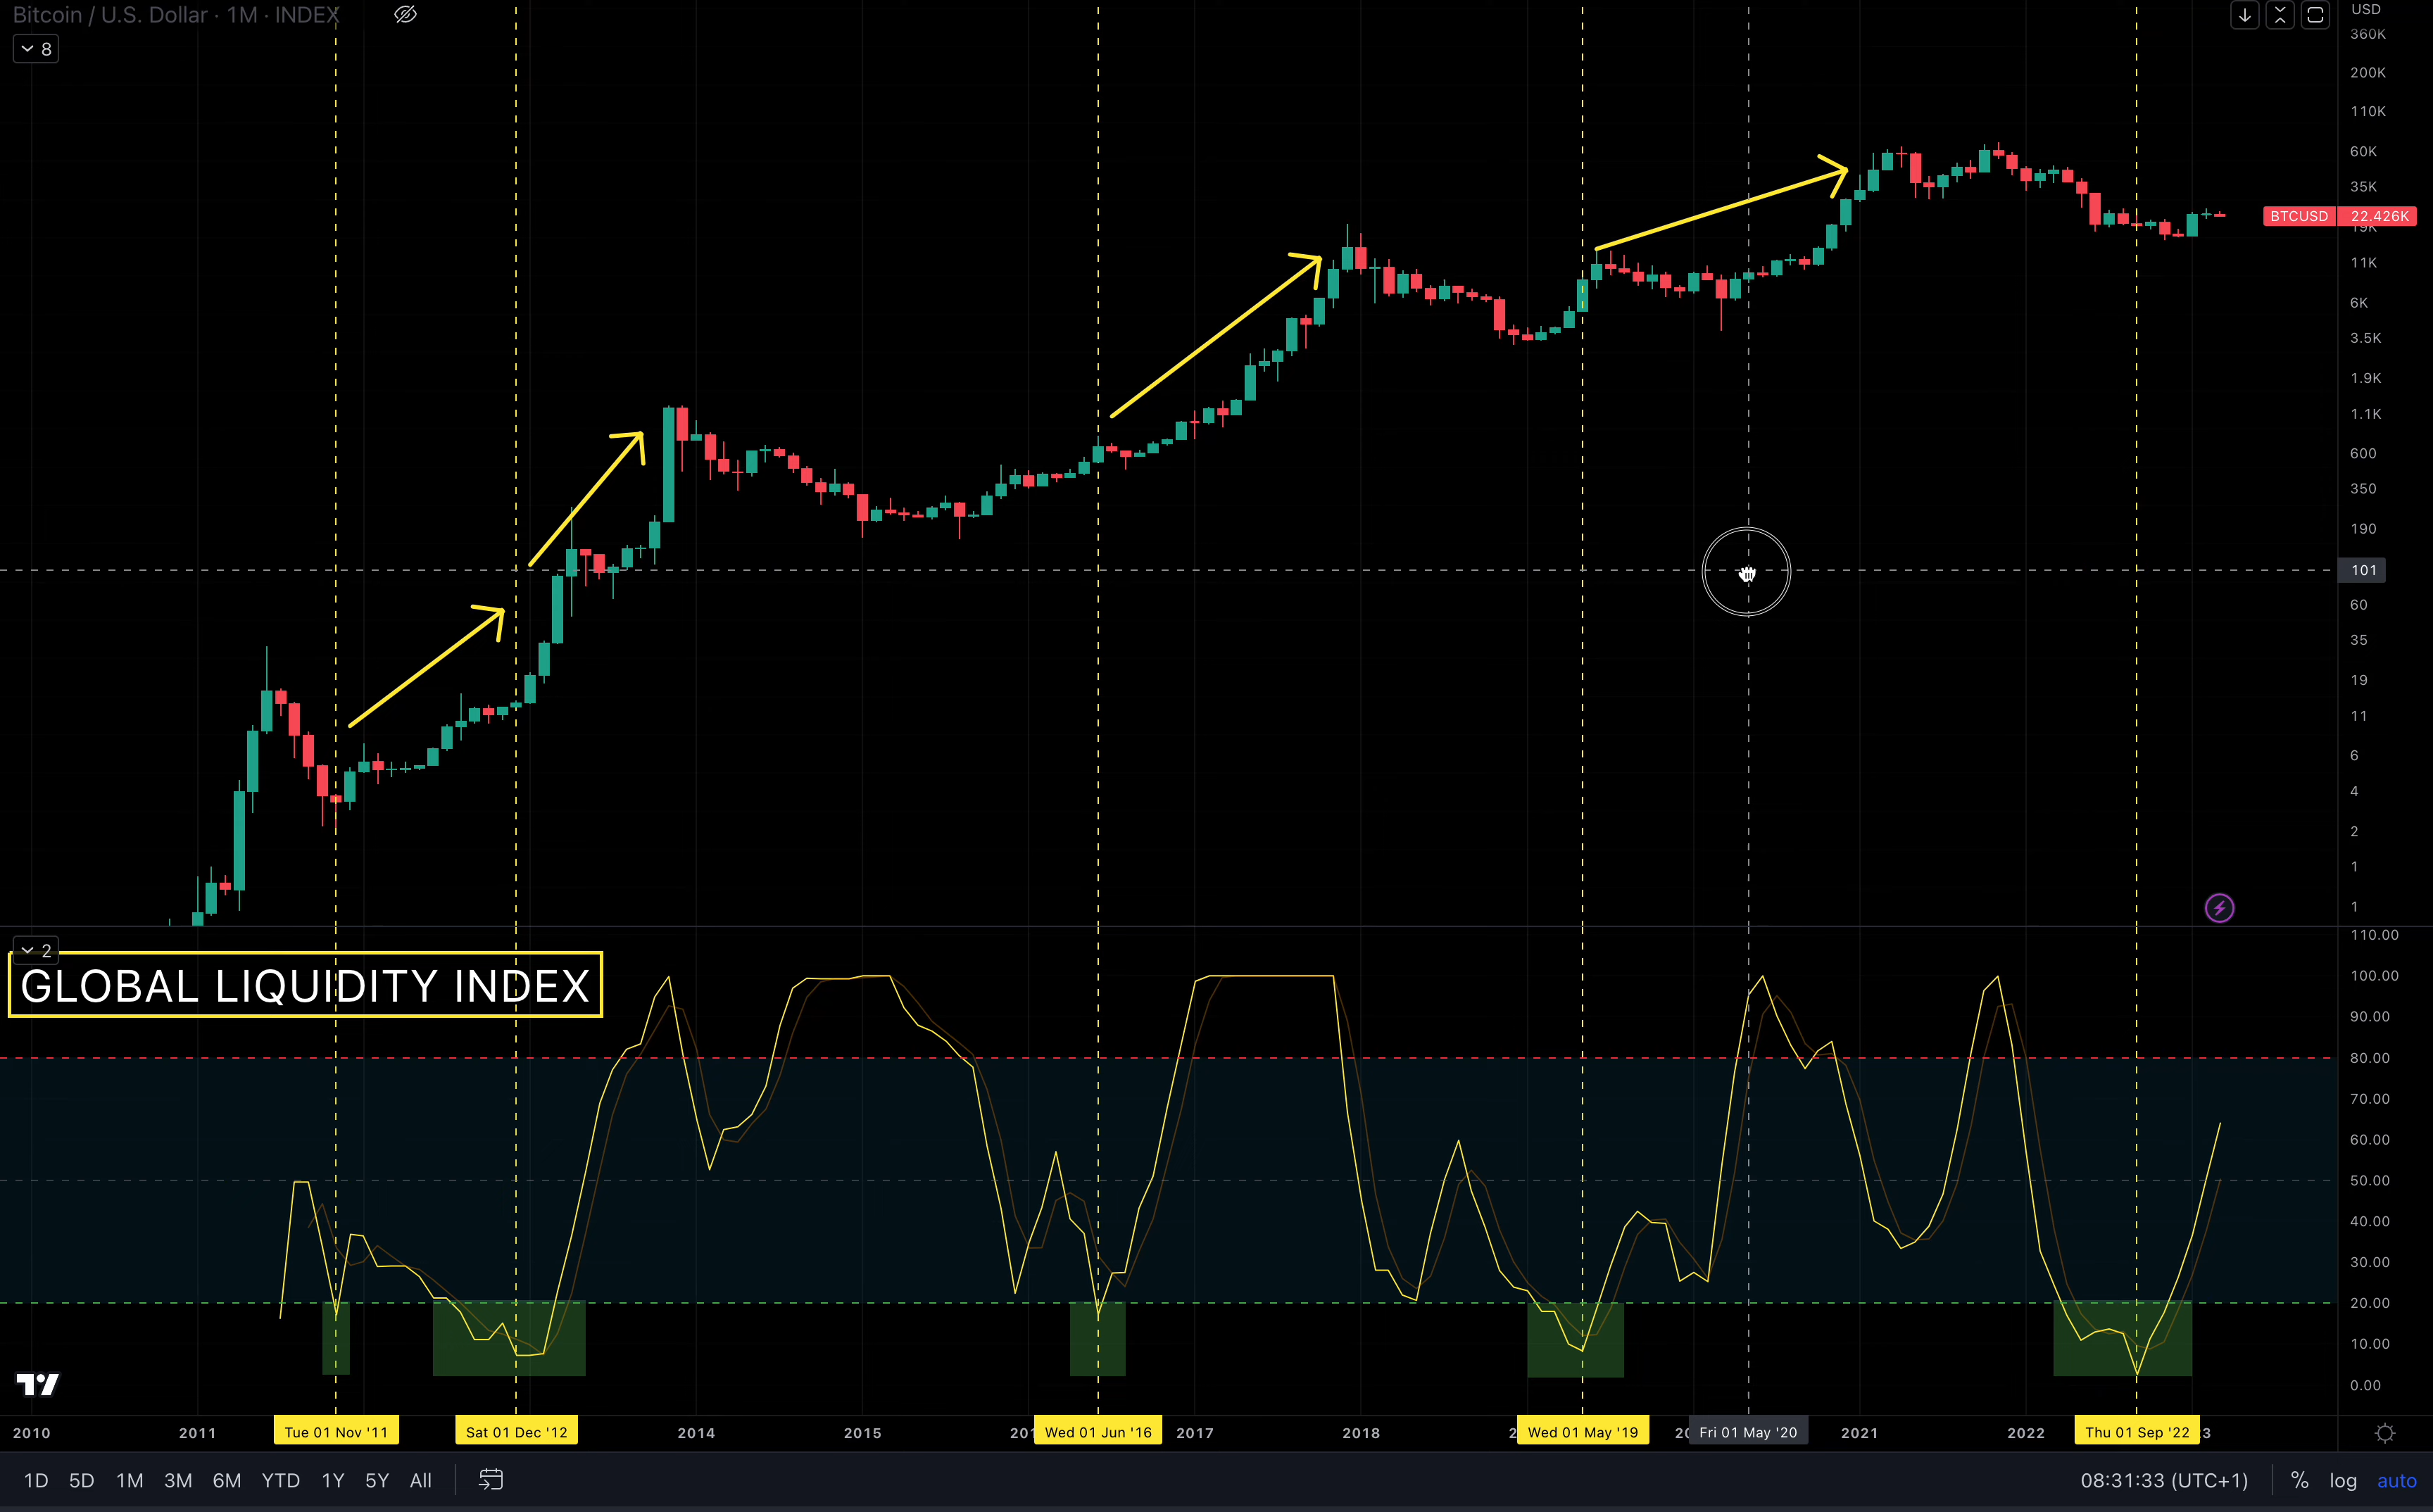 Bitcoin / U.S. Dollar · 1M · INDEX
8
USD
360K
200K
110K
60K
35K
BTCUSD 22.426K
19K
11K
6K
3.5K
1.9K
1.1K
600
350
190
101
60
35
19
11
6
4
2
1
1
2
GLOBAL LIQUIDITY INDEX
110.00
100.00
90.00
80.00
70.00
60.00
50.00
40.00
30.00
20.00
10.00
0.00
2010 2011 Tue 01 Nov '11 Sat 01 Dec '12 2014 2015 201 Wed 01 Jun '16 2017 2018 2 Wed 01 May '19 20 Fri 01 May '20 2021 2022 Thu 01 Sep '22 3
1D 5D 1M 3M 6M YTD 1Y 5Y All 08:31:33 (UTC+1) % log auto